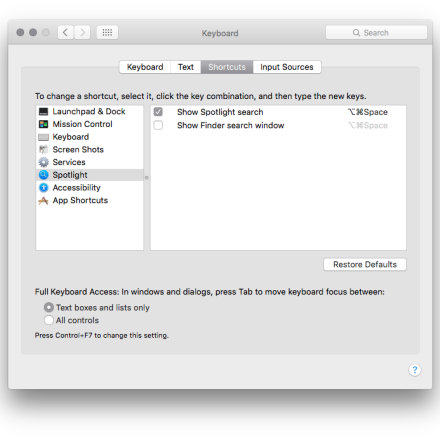 Keyboard
Search
Keyboard Text Shortcuts Input Sources
To change a shortcut, select it, click the key combination, and then type the new keys.
Launchpad & Dock
Mission Control
Keyboard
Screen Shots
Services
Spotlight
Accessibility
App Shortcuts
Show Spotlight search ⌥⌘Space
Show Finder search window ⌥⌘Space
Restore Defaults
Full Keyboard Access: In windows and dialogs, press Tab to move keyboard focus between:
Text boxes and lists only
All controls
Press Control+F7 to change this setting.
?